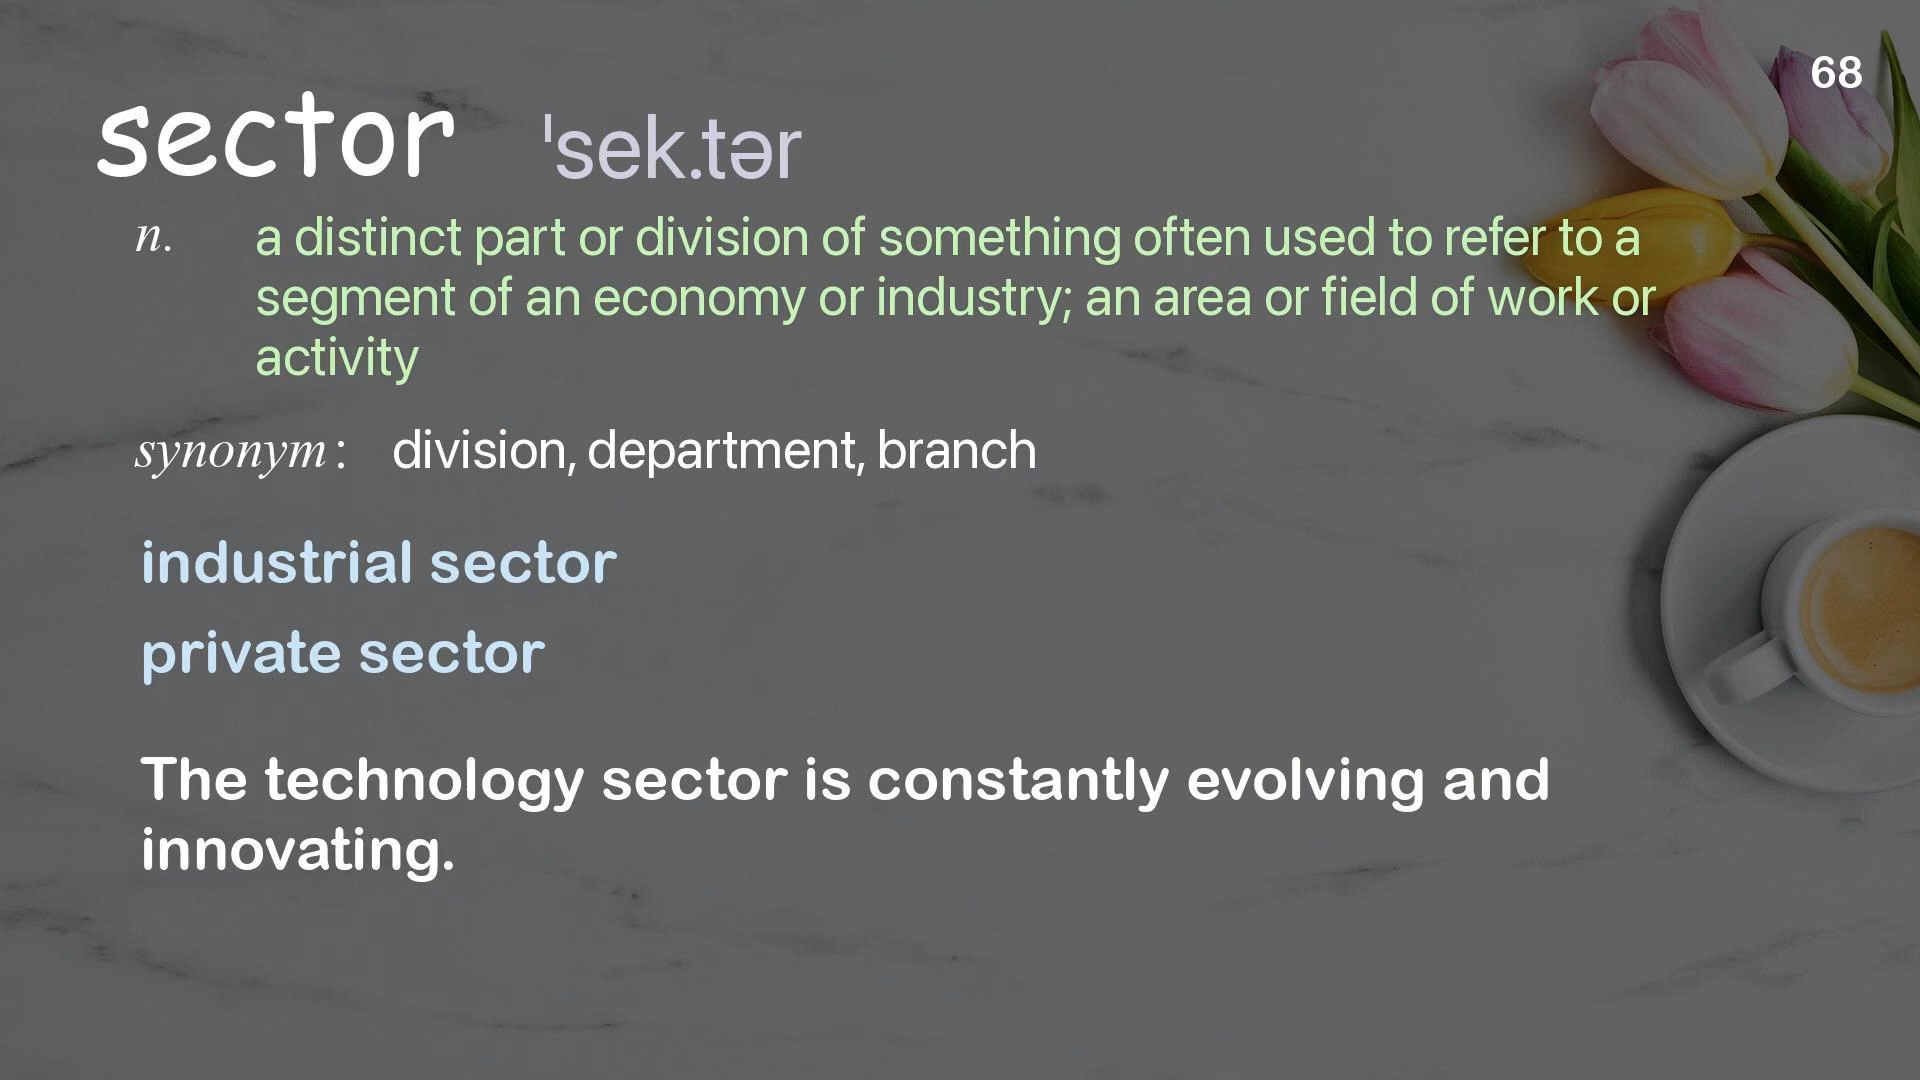 68
sector ˈsek.tər
n. a distinct part or division of something often used to refer to a
segment of an economy or industry; an area or field of work or
activity
synonym : division, department, branch
industrial sector
private sector
The technology sector is constantly evolving and
innovating.